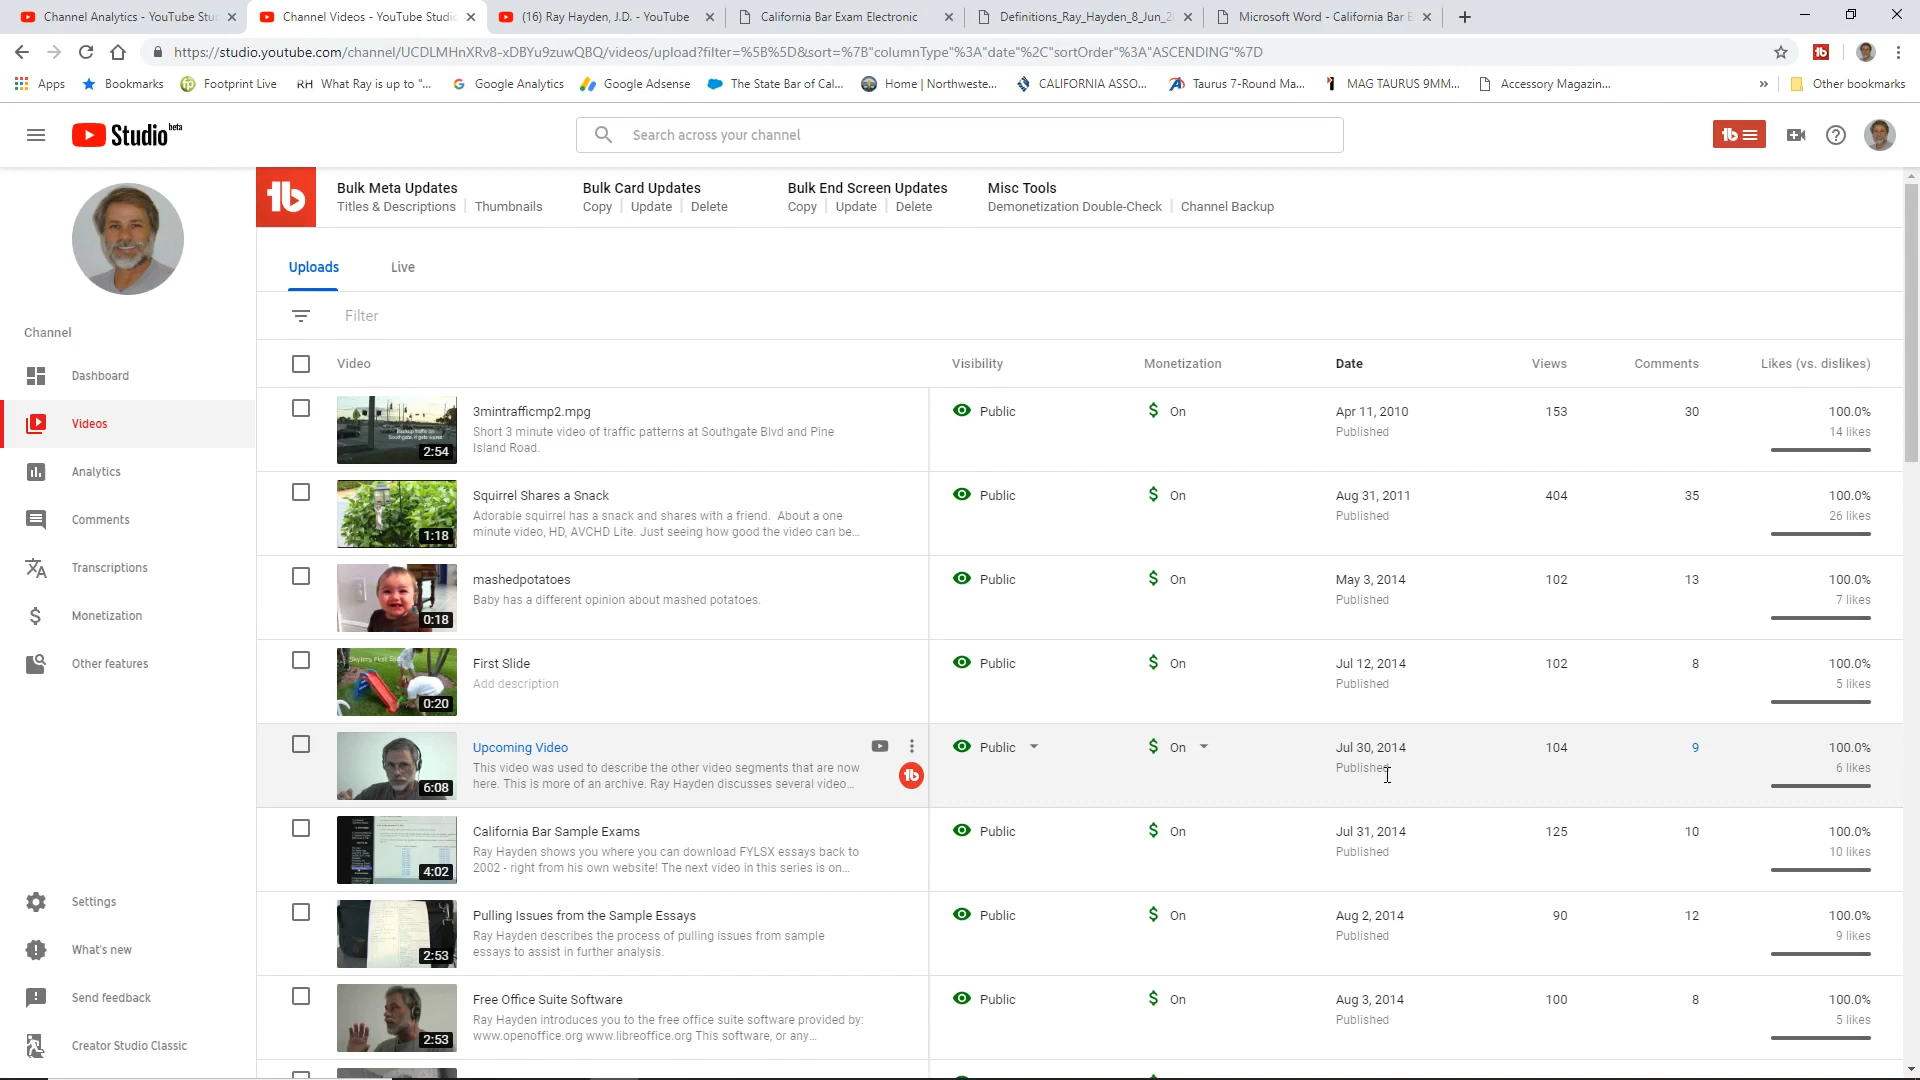 Channel Analytics - YouTube Stu
Channel Videos - YouTube Studio
(16) Ray Hayden, J.D. - YouTube
California Bar Exam Electronic
Definitions_Ray_Hayden_8_Jun_2
Microsoft Word - California Bar E
https://studio.youtube.com/channel/UCDLMHnXRv8-xDBYu9zuwQBQ/videos/upload?filter=%5B%5D&sort=%7B"columnType"%3A"date"%2C"sortOrder"%3A"ASCENDING"%7D
Apps
Bookmarks
Footprint Live
RH What Ray is up to "...
Google Analytics
Google Adsense
The State Bar of Cal...
Home | Northweste...
CALIFORNIA ASSO...
Taurus 7-Round Ma...
MAG TAURUS 9MM...
Accessory Magazin...
»
Other bookmarks
Studio beta
Search across your channel
tb
tb
Bulk Meta Updates
Titles & Descriptions | Thumbnails
Bulk Card Updates
Copy | Update | Delete
Bulk End Screen Updates
Copy | Update | Delete
Misc Tools
Demonetization Double-Check | Channel Backup
Uploads
Live
Filter
Channel
Dashboard
Videos
Analytics
Comments
Transcriptions
Monetization
Other features
Settings
What's new
Send feedback
Creator Studio Classic
Video Visibility Monetization Date Views Comments Likes (vs. dislikes)
3mintrafficmp2.mpg Public $ On Apr 11, 2010 153 30 100.0%
Short 3 minute video of traffic patterns at Southgate Blvd and Pine Published 14 likes
Island Road.
2:54
Squirrel Shares a Snack Public $ On Aug 31, 2011 404 35 100.0%
Adorable squirrel has a snack and shares with a friend. About a one Published 26 likes
minute video, HD, AVCHD Lite. Just seeing how good the video can be...
1:18
mashedpotatoes Public $ On May 3, 2014 102 13 100.0%
Baby has a different opinion about mashed potatoes. Published 7 likes
0:18
First Slide Public $ On Jul 12, 2014 102 8 100.0%
Add description Published 5 likes
0:20
Upcoming Video Public $ On Jul 30, 2014 104 9 100.0%
This video was used to describe the other video segments that are now Published 6 likes
here. This is more of an archive. Ray Hayden discusses several video...
6:08
tb
California Bar Sample Exams Public $ On Jul 31, 2014 125 10 100.0%
Ray Hayden shows you where you can download FYLSX essays back to Published 10 likes
2002 - right from his own website! The next video in this series is on...
4:02
Pulling Issues from the Sample Essays Public $ On Aug 2, 2014 90 12 100.0%
Ray Hayden describes the process of pulling issues from sample Published 9 likes
essays to assist in further analysis.
2:53
Free Office Suite Software Public $ On Aug 3, 2014 100 8 100.0%
Ray Hayden introduces you to the free office suite software provided by: Published 5 likes
www.openoffice.org www.libreoffice.org This software, or any...
2:53